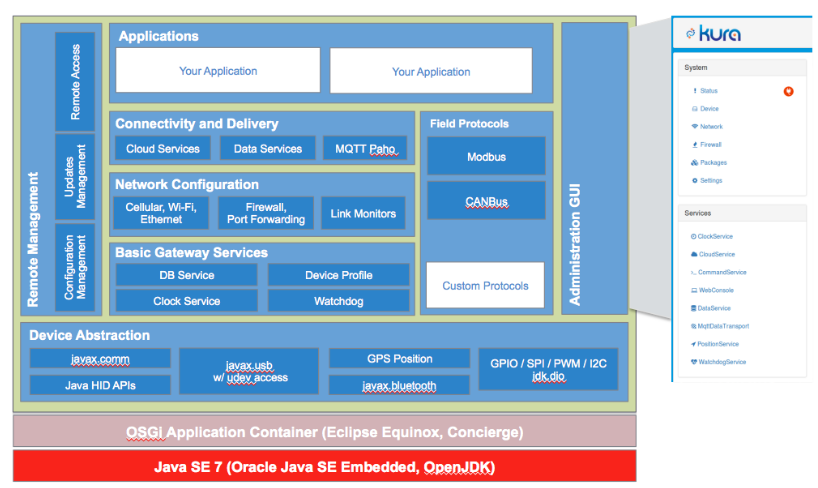 Applications
Your Application
Your Application
Remote Management
Remote Access
Updates
Management
Configuration
Management
Connectivity and Delivery
Cloud Services
Data Services
MQTT Paho
Field Protocols
Modbus
CANBus
Custom Protocols
Network Configuration
Cellular, Wi-Fi,
Ethernet
Firewall,
Port Forwarding
Link Monitors
Basic Gateway Services
DB Service
Device Profile
Clock Service
Watchdog
Administration GUI
Device Abstraction
javax.comm
Java HID APIs
javax.usb
w/ udev access
GPS Position
javax.bluetooth
GPIO / SPI / PWM / I2C
jdk.dio
OSGi Application Container (Eclipse Equinox, Concierge)
Java SE 7 (Oracle Java SE Embedded, OpenJDK)
kura
System
Status
Device
Network
Firewall
Packages
Settings
Services
ClockService
CloudService
CommandService
WebConsole
DataService
MqttDataTransport
PositionService
WatchdogService